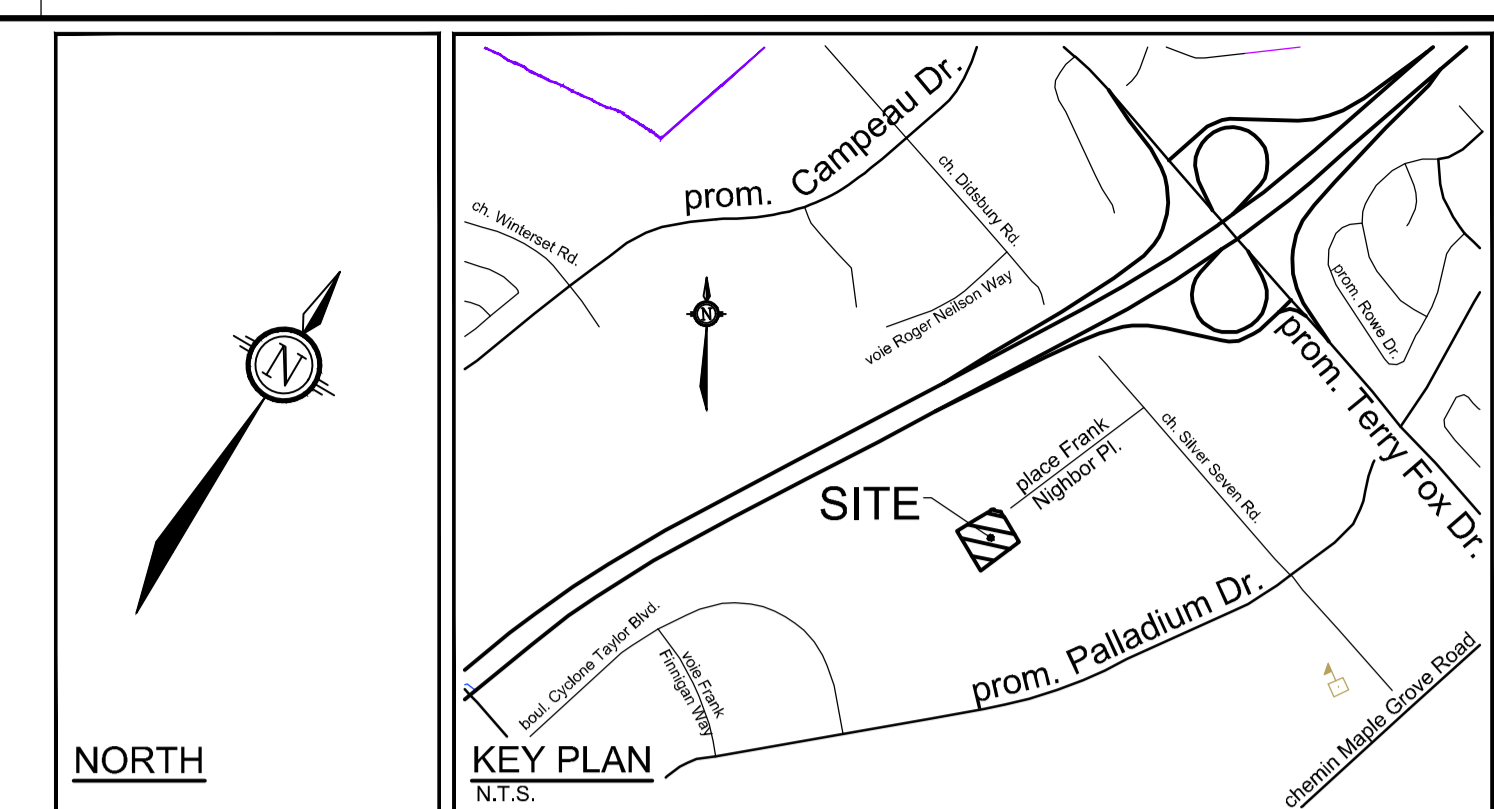 N
NORTH
prom. Campeau Dr.
ch. Winterset Rd.
ch. Didsbury Rd.
N
voie Roger Neilson Way
prom. Rowe Dr.
prom. Terry Fox Dr.
place Frank
Nighbor Pl.
ch. Silver Seven Rd.
SITE
prom. Palladium Dr.
boul. Cyclone Taylor Blvd.
voie Frank
Finnigan Way
chemin Maple Grove Road
KEY PLAN
N.T.S.